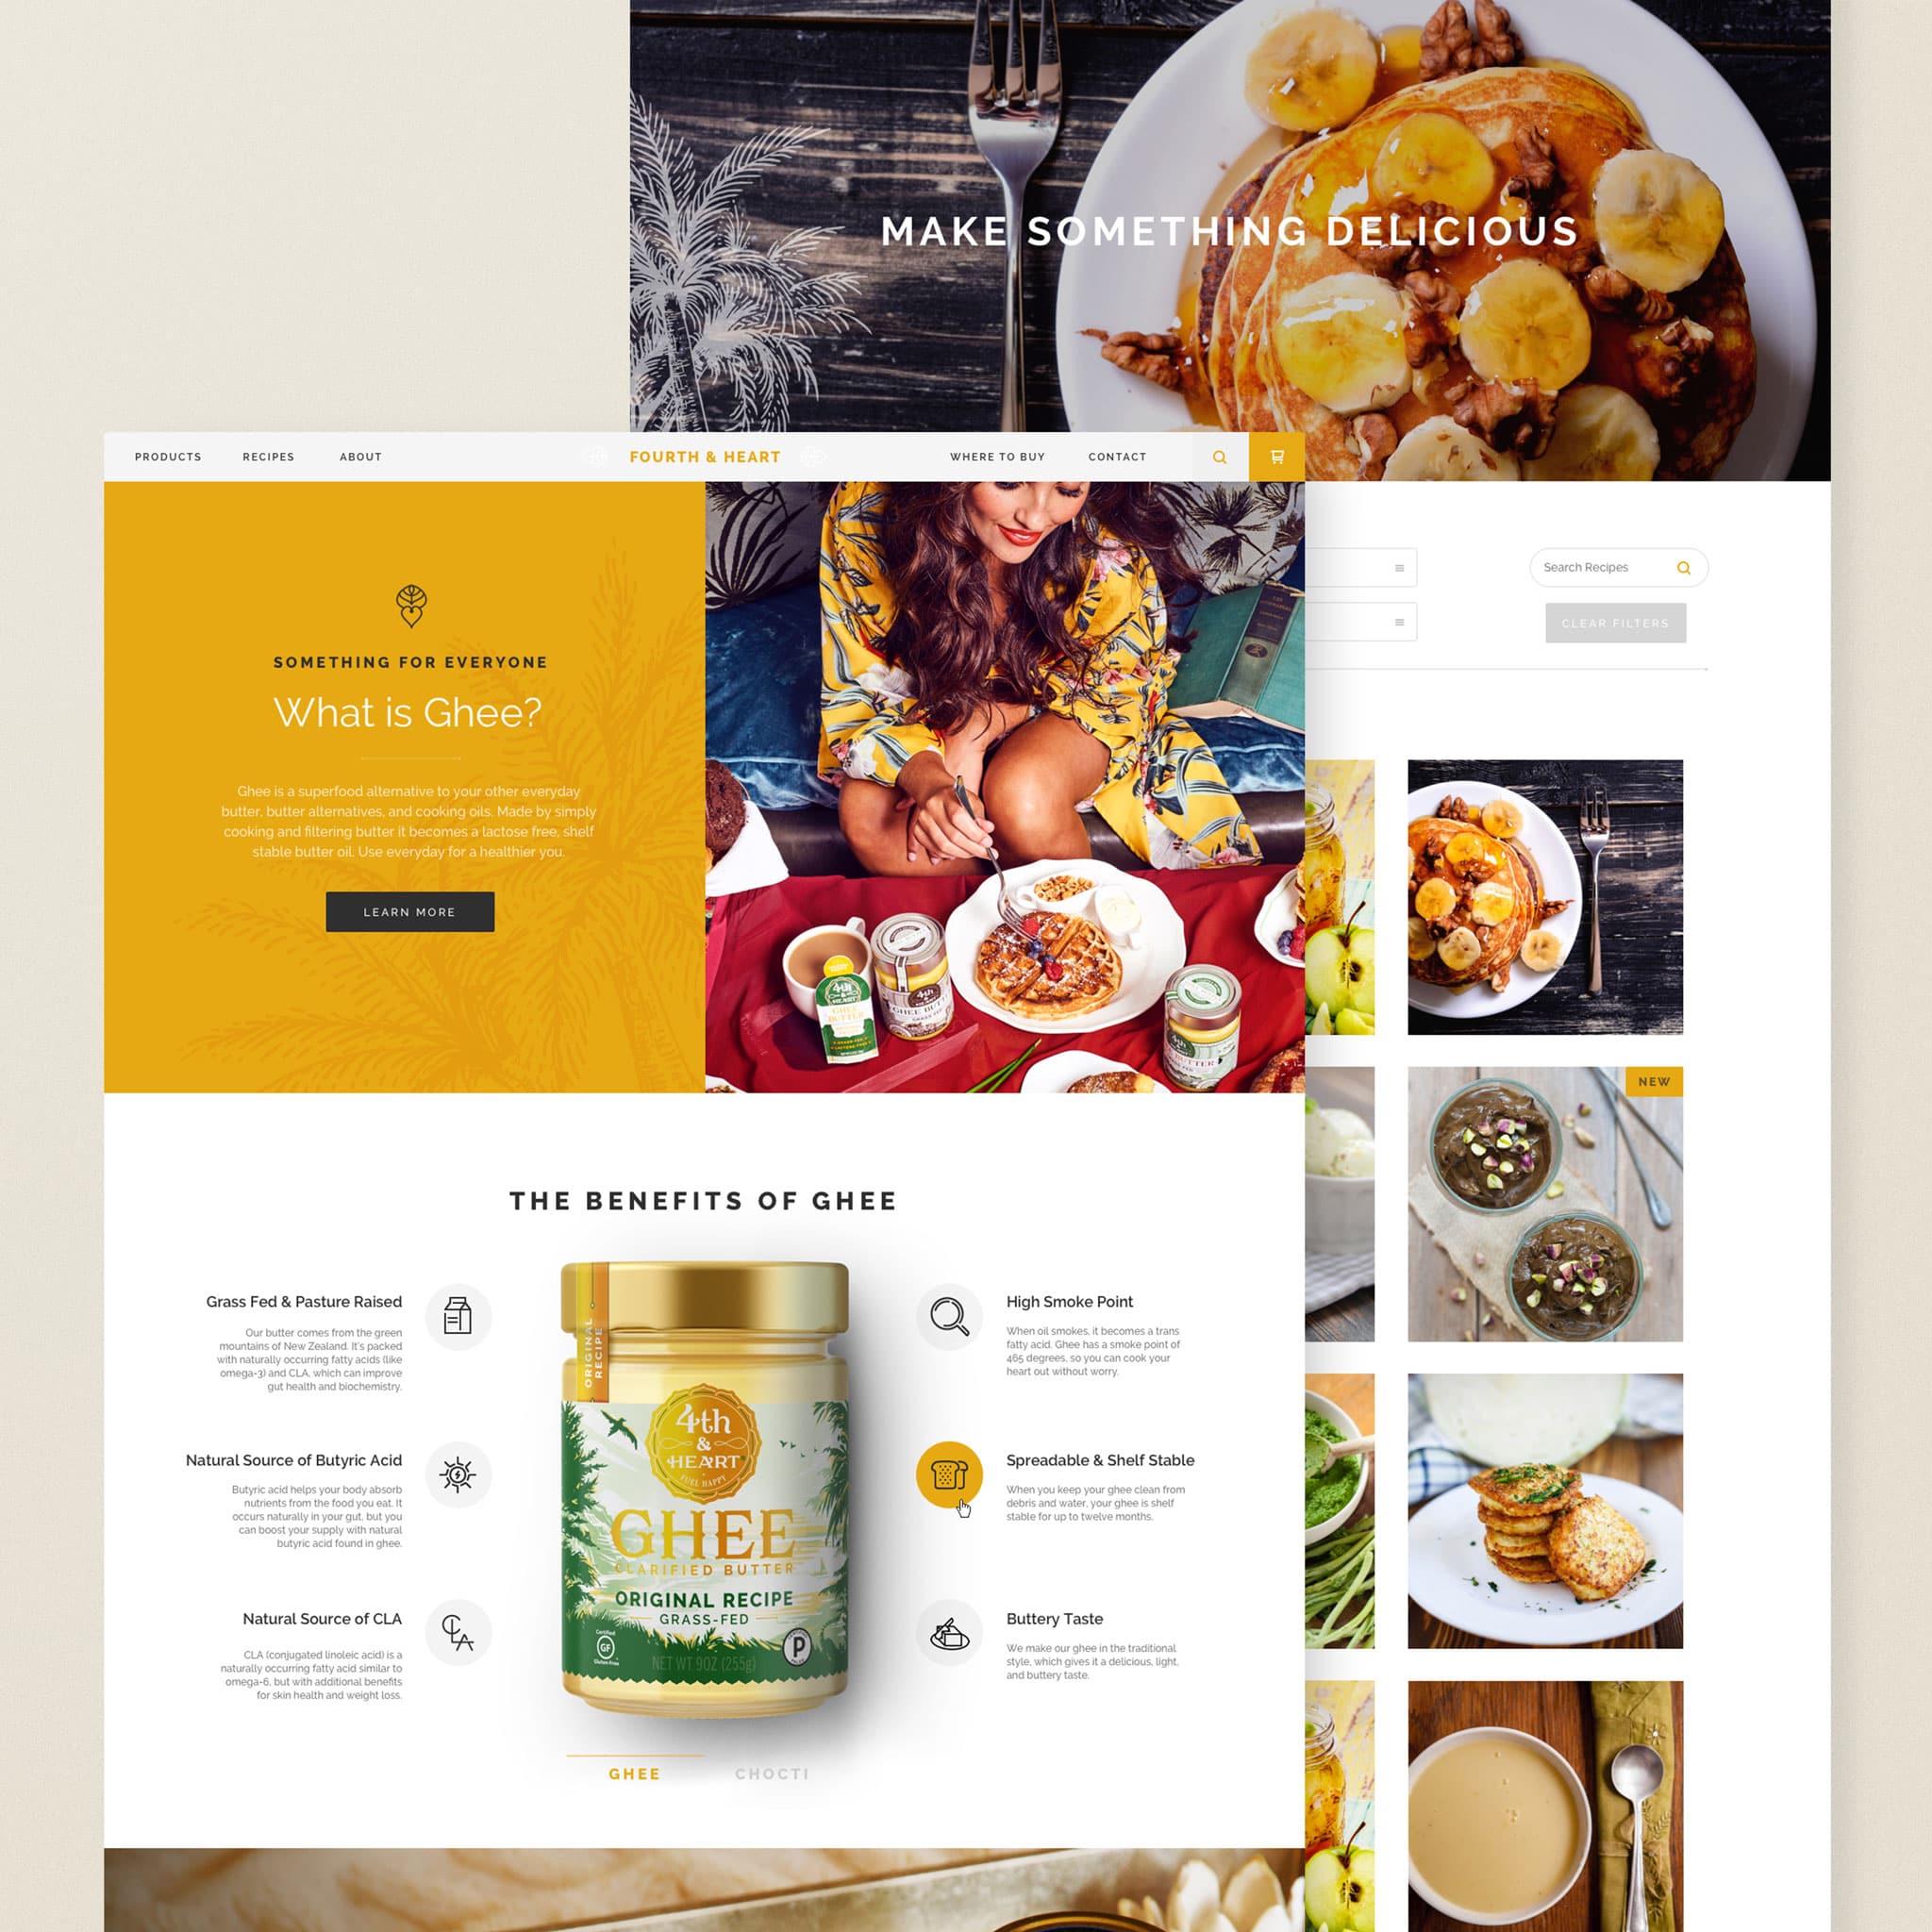 MAKE SOMETHING DELICIOUS
PRODUCTS
RECIPES
ABOUT
FOURTH & HEART
WHERE TO BUY
CONTACT
SOMETHING FOR EVERYONE
What is Ghee?
Ghee is a superfood alternative to your other everyday
butter, butter alternatives, and cooking oils. Made by simply
cooking and filtering butter it becomes a lactose free, shelf
stable butter oil. Use everyday for a healthier you.
LEARN MORE
4th
&
HEART
GHEE
BUTTER
GHEE BUTTER
BUTTER
Search Recipes
CLEAR FILTERS
NEW
THE BENEFITS OF GHEE
Grass Fed & Pasture Raised
Our butter comes from the green
mountains of New Zealand. It's packed
with naturally occurring fatty acids (like
omega-3) and CLA, which can improve
gut health and biochemistry.
Natural Source of Butyric Acid
Butyric acid helps your body absorb
nutrients from the food you eat. It
occurs naturally in your gut, but you
can boost your supply with natural
butyric acid found in ghee.
Natural Source of CLA
CLA (conjugated linoleic acid) is a
naturally occurring fatty acid similar to
omega-6, but with additional benefits
for skin health and weight loss.
CLA
ORIGINAL
RECIPE
4th
&
HEART
FUEL HAPPY
GHEE
CLARIFIED BUTTER
ORIGINAL RECIPE
GRASS-FED
Certified
GF
Gluten-Free
P
NET WT 9OZ (255g)
High Smoke Point
When oil smokes, it becomes a trans
fatty acid. Ghee has a smoke point of
465 degrees, so you can cook your
heart out without worry.
Spreadable & Shelf Stable
When you keep your ghee clean from
debris and water, your ghee is shelf
stable for up to twelve months.
Buttery Taste
We make our ghee in the traditional
style, which gives it a delicious, light,
and buttery taste.
GHEE
CHOCTI